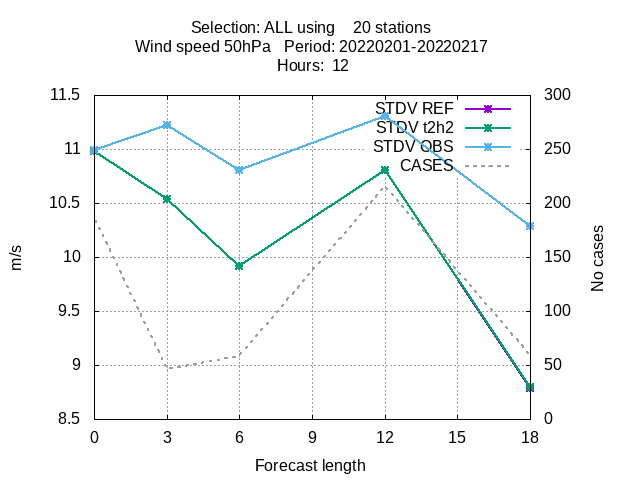 Selection: ALL using    20 stations
Wind speed 50hPa   Period: 20220201-20220217
Hours:  12
11.5
11
10.5
10
9.5
9
8.5
300
250
200
150
100
50
0
STDV REF
STDV t2h2
STDV OBS
CASES
m/s
No cases
0 3 6 9 12 15 18
Forecast length